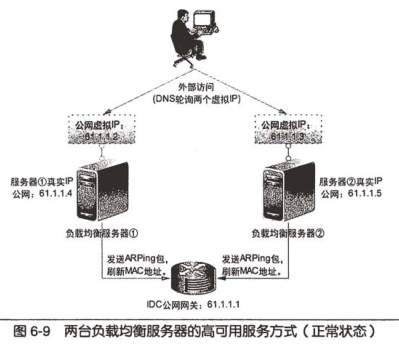 外部访问
(DNS轮询两个虚拟IP)
公网虚拟IP：
61.1.1.2
公网虚拟IP：
61.1.1.3
服务器①真实IP
公网：61.1.1.4
服务器②真实IP
公网：61.1.1.5
负载均衡服务器①
负载均衡服务器②
发送ARPing包，
刷新MAC地址。
发送ARPing包，
刷新MAC地址。
IDC公网网关：61.1.1.1
图 6-9 两台负载均衡服务器的高可用服务方式（正常状态）